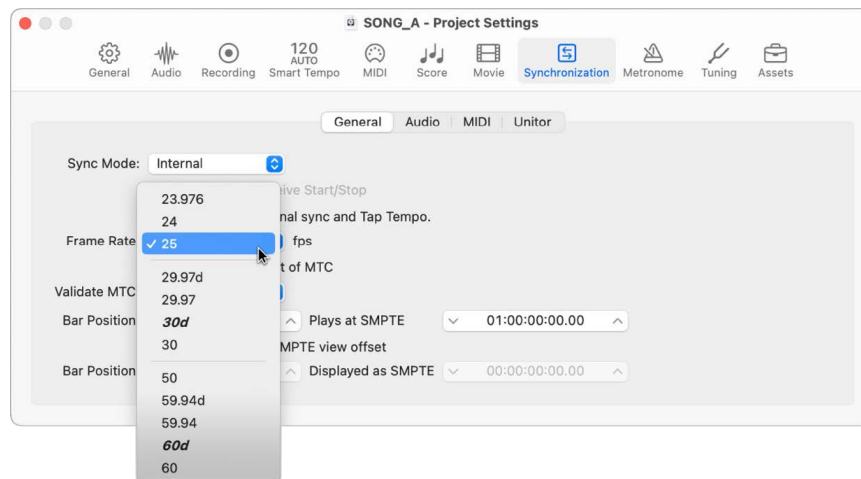 SONG_A - Project Settings
120
AUTO
General Audio Recording Smart Tempo MIDI Score Movie Synchronization Metronome Tuning Assets
General Audio MIDI Unitor
Sync Mode: Internal
ive Start/Stop
23.976
nal sync and Tap Tempo.
24
Frame Rate ✓ 25 fps
t of MTC
29.97d
Validate MTC
29.97
Bar Position 30d Plays at SMPTE 01:00:00:00.00
30
MPTE view offset
Bar Position 50 Displayed as SMPTE 00:00:00:00.00
59.94d
59.94
60d
60